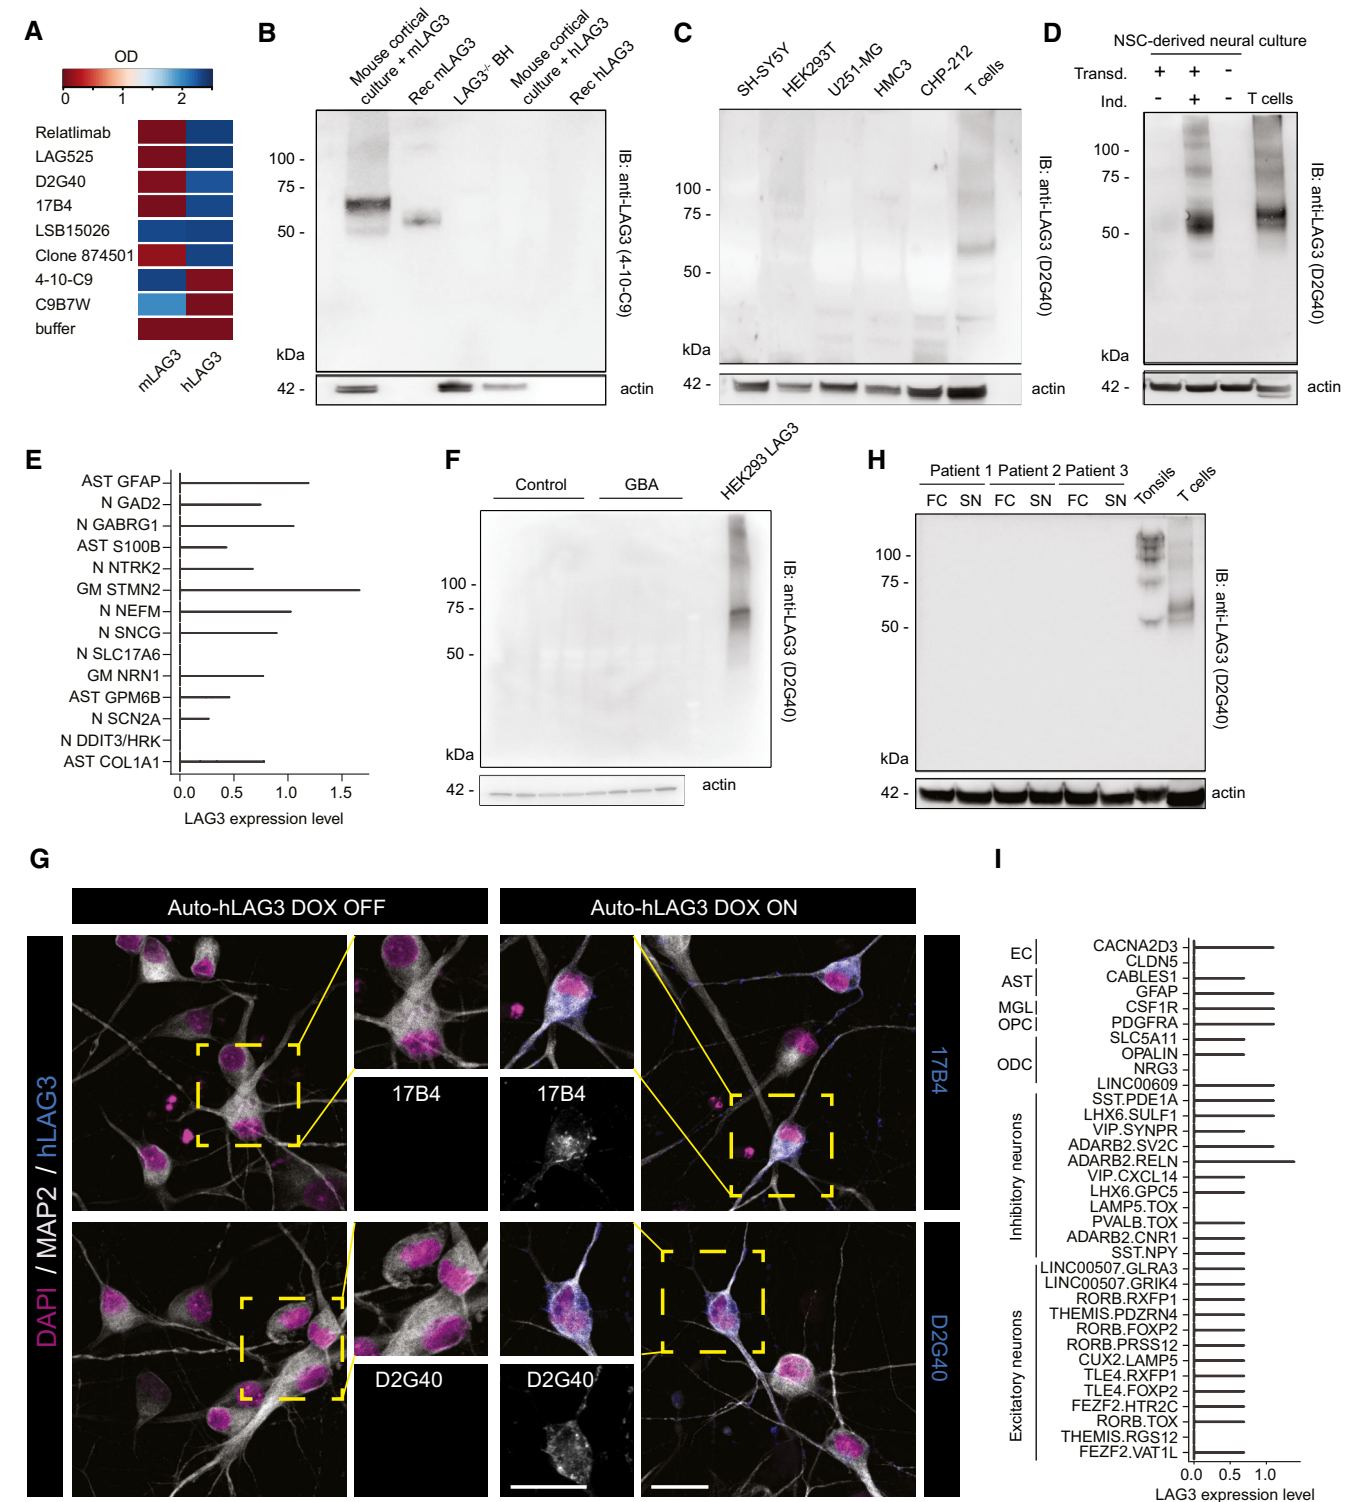 A
OD
0 1 2
Relatlimab
LAG525
D2G40
17B4
LSB15026
Clone 874501
4-10-C9
C9B7W
buffer
mLAG3
hLAG3
B
Mouse cortical culture + mLAG3
Rec mLAG3
LAG3-/- BH
Mouse cortical culture + hLAG3
Rec hLAG3
100 -
75 -
50 -
kDa
42 -
actin
IB: anti-LAG3 (4-10-C9)
C
SH-SY5Y
HEK293T
U251-MG
HMC3
CHP-212
T cells
100 -
75 -
50 -
kDa
42 -
actin
IB: anti-LAG3 (D2G40)
D
NSC-derived neural culture
Transd. + + -
Ind. - + - T cells
100 -
75 -
50 -
kDa
42 -
actin
IB: anti-LAG3 (D2G40)
E
AST GFAP
N GAD2
N GABRG1
AST S100B
N NTRK2
GM STMN2
N NEFM
N SNCG
N SLC17A6
GM NRN1
AST GPM6B
N SCN2A
N DDIT3/HRK
AST COL1A1
0.0 0.5 1.0 1.5
LAG3 expression level
F
Control GBA
HEK293 LAG3
100 -
75 -
50 -
kDa
42 -
actin
IB: anti-LAG3 (D2G40)
H
Patient 1 Patient 2 Patient 3
FC SN FC SN FC SN
Tonsils
T cells
100 -
75 -
50 -
kDa
42 -
actin
IB: anti-LAG3 (D2G40)
G
Auto-hLAG3 DOX OFF
Auto-hLAG3 DOX ON
DAPI / MAP2 / hLAG3
17B4
17B4
17B4
D2G40
D2G40
D2G40
I
EC
AST
MGL
OPC
ODC
Inhibitory neurons
Excitatory neurons
CACNA2D3
CLDN5
CABLES1
GFAP
CSF1R
PDGFRA
SLC5A11
OPALIN
NRG3
LINC00609
SST.PDE1A
LHX6.SULF1
VIP.SYNPR
ADARB2.SV2C
ADARB2.RELN
VIP.CXCL14
LHX6.GPC5
LAMP5.TOX
PVALB.TOX
ADARB2.CNR1
SST.NPY
LINC00507.GLRA3
LINC00507.GRIK4
RORB.RXFP1
THEMIS.PDZRN4
RORB.FOXP2
RORB.PRSS12
CUX2.LAMP5
TLE4.RXFP1
TLE4.FOXP2
FEZF2.HTR2C
RORB.TOX
THEMIS.RGS12
FEZF2.VAT1L
0.0 0.5 1.0
LAG3 expression level